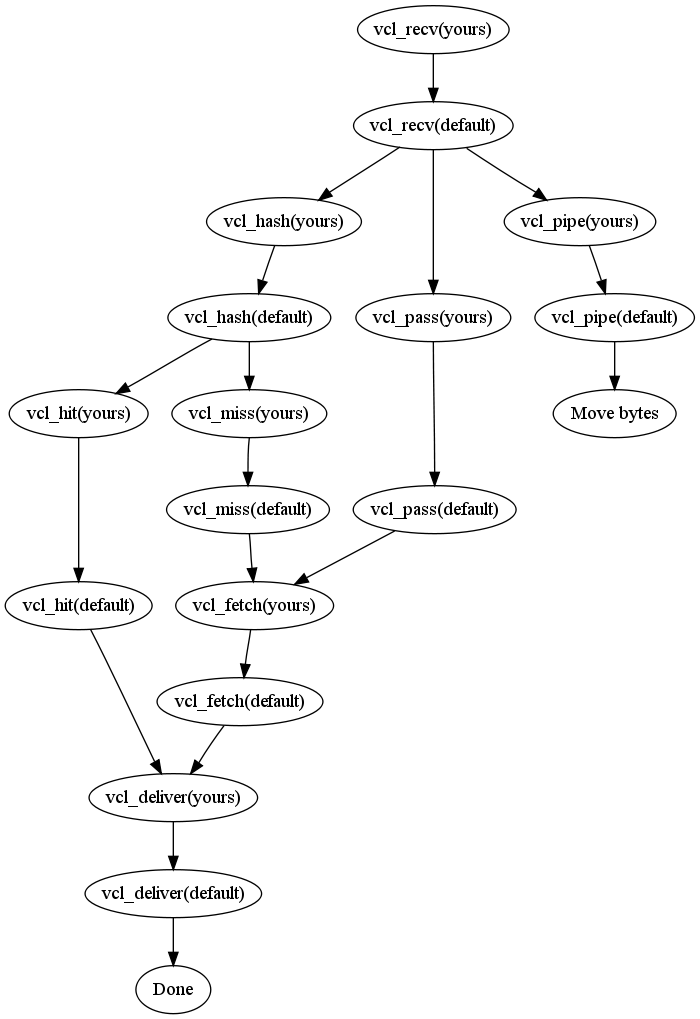 vcl_recv(yours)
vcl_recv(default)
vcl_hash(yours)
vcl_pipe(yours)
vcl_hash(default)
vcl_pass(yours)
vcl_pipe(default)
vcl_hit(yours)
vcl_miss(yours)
Move bytes
vcl_miss(default)
vcl_pass(default)
vcl_hit(default)
vcl_fetch(yours)
vcl_fetch(default)
vcl_deliver(yours)
vcl_deliver(default)
Done